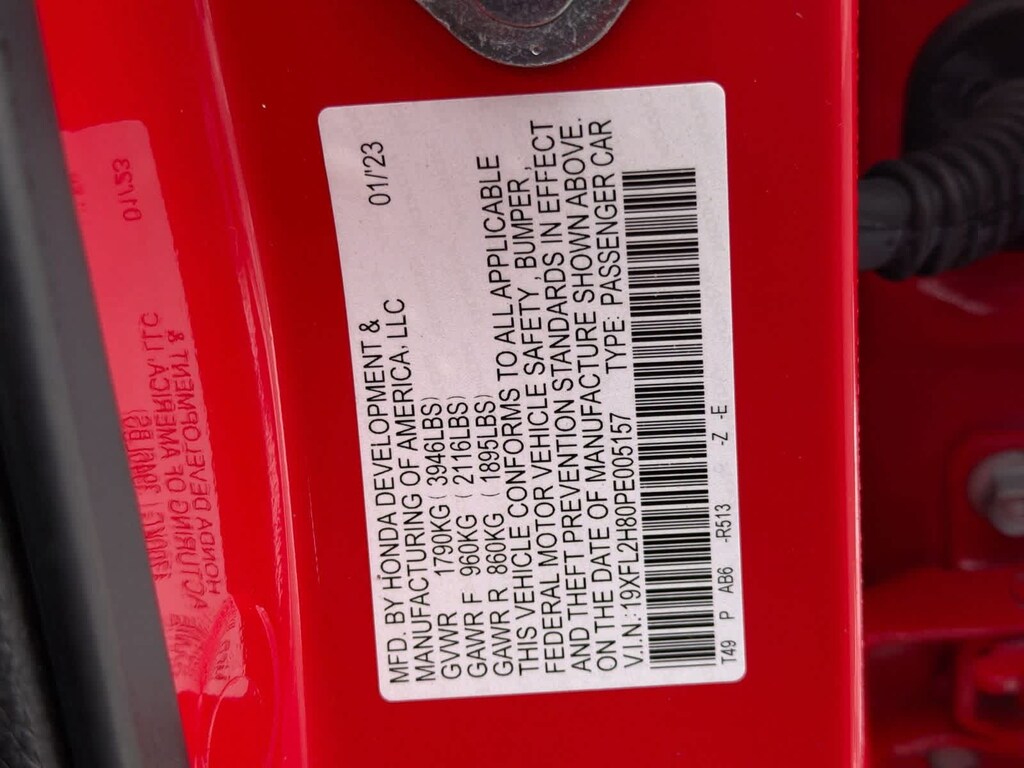 MFD. BY HONDA DEVELOPMENT &
MANUFACTURING OF AMERICA, LLC 01/'23
GVWR 1790KG ( 3946LBS)
GAWR F 960KG ( 2116LBS)
GAWR R 860KG ( 1895LBS)
THIS VEHICLE CONFORMS TO ALL APPLICABLE
FEDERAL MOTOR VEHICLE SAFETY , BUMPER ,
AND THEFT PREVENTION STANDARDS IN EFFECT
ON THE DATE OF MANUFACTURE SHOWN ABOVE.
V.I.N.: 19XFL2H80PE005157 TYPE: PASSENGER CAR
T49 P AB6 -R513 -Z -E